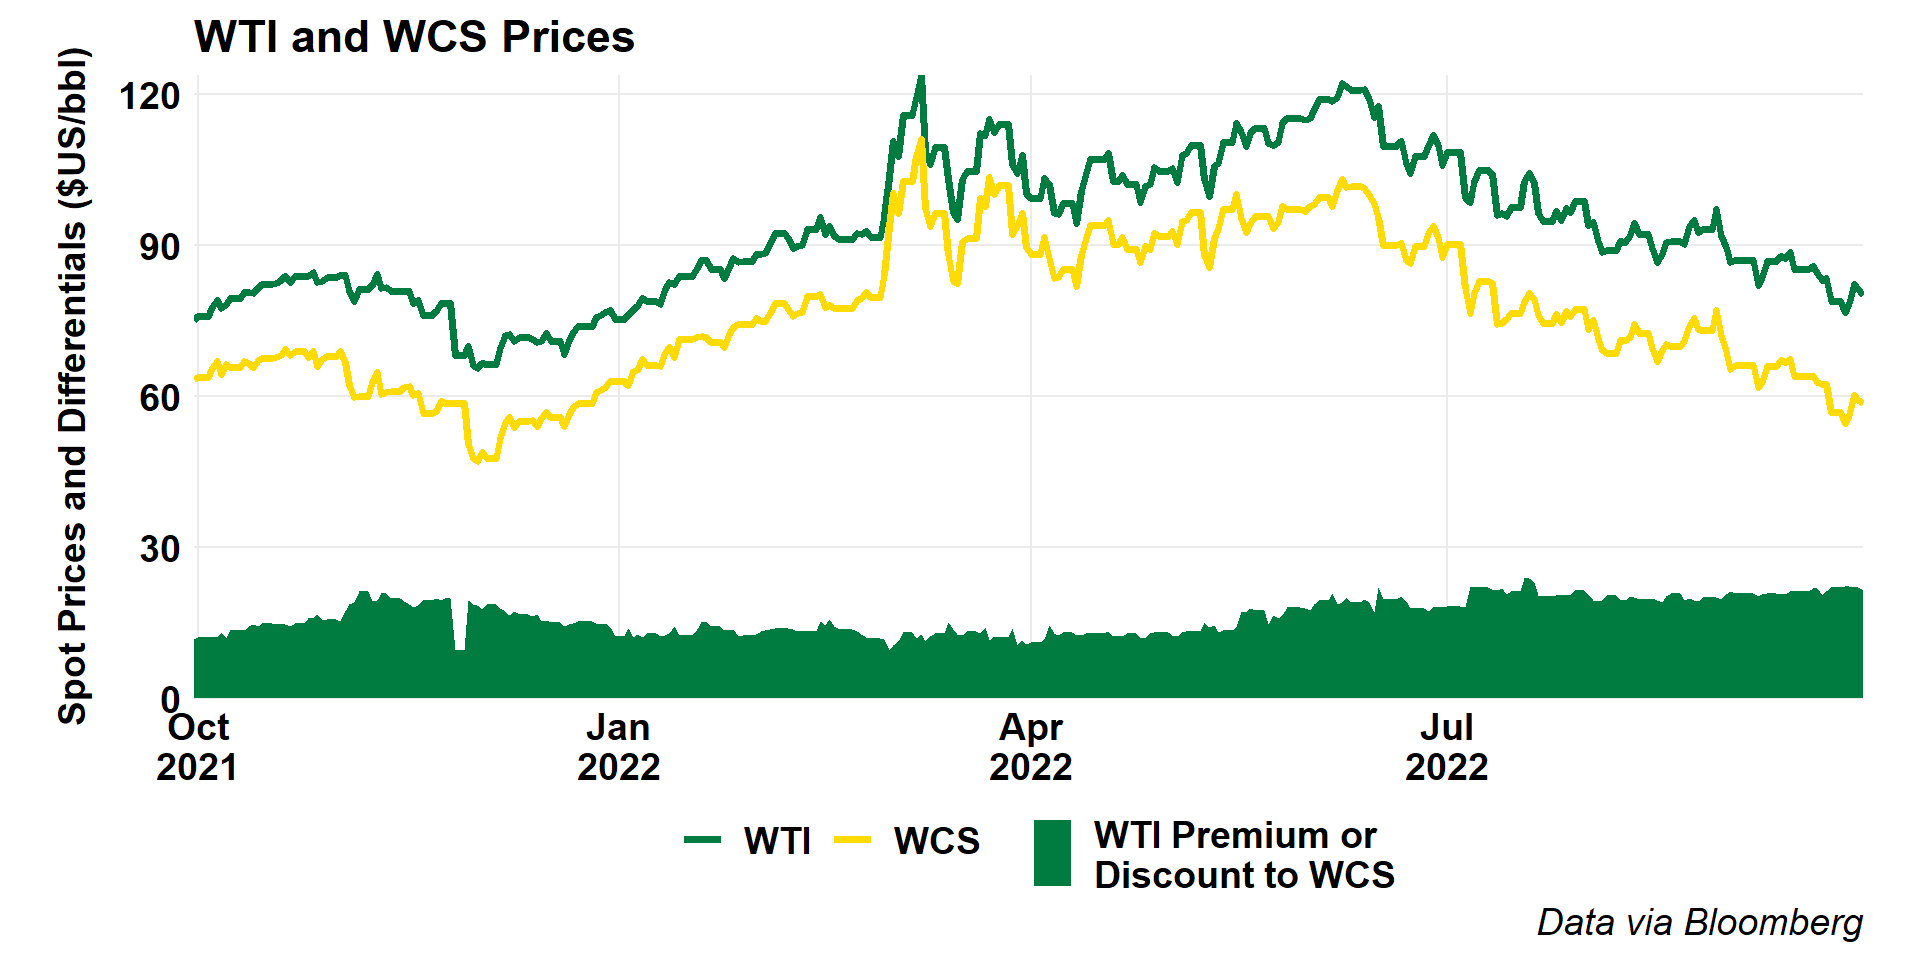 WTI and WCS Prices
Spot Prices and Differentials ($US/bbl)
120
90
60
30
0
Oct
2021
Jan
2022
Apr
2022
Jul
2022
WTI
WCS
WTI Premium or
Discount to WCS
Data via Bloomberg